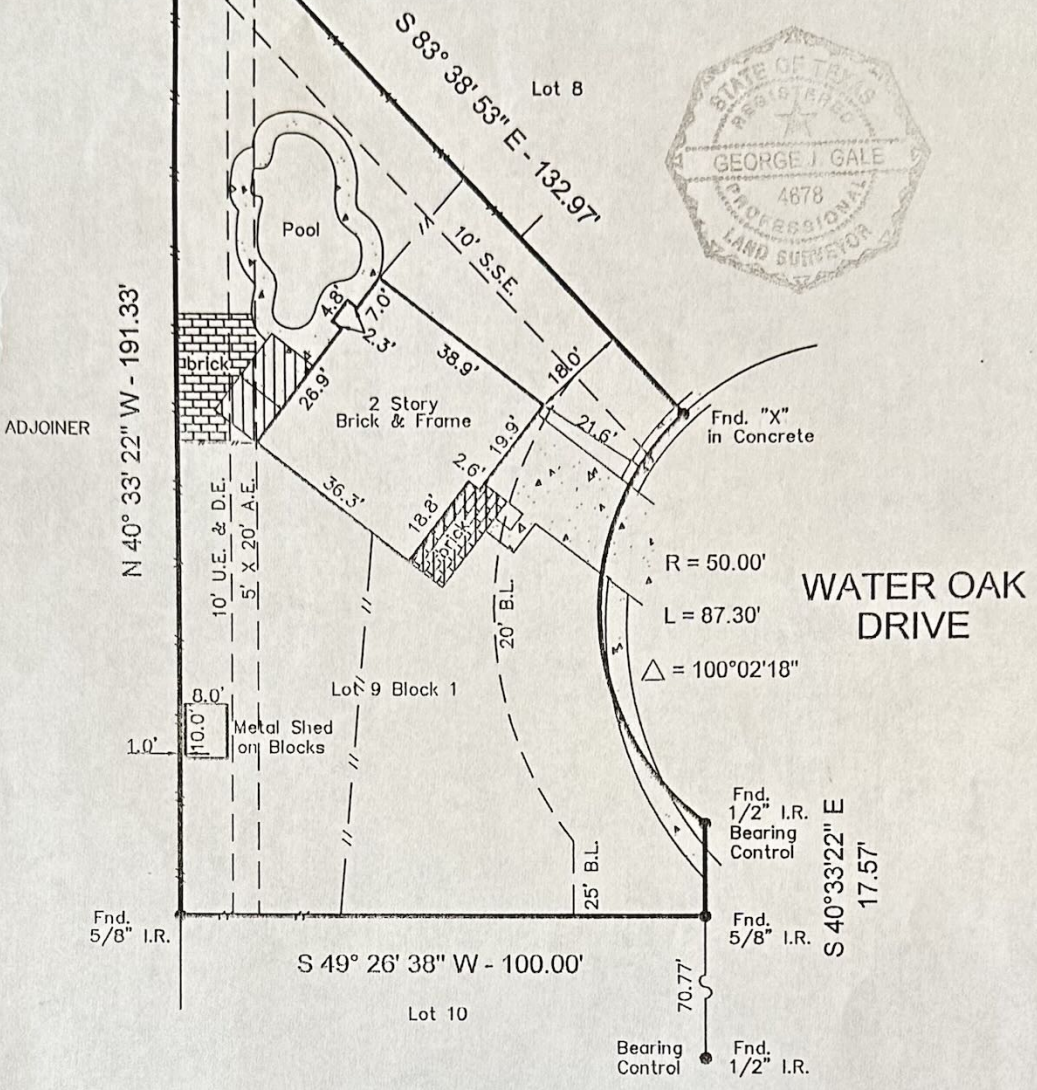 S 83° 38' 53" E - 132.97'
Lot 8
STATE OF TEXAS
REGISTERED
GEORGE J. GALE
4678
PROFESSIONAL
LAND SURVEYOR
Pool
10' S.S.E.
4.8'
7.0'
2.3'
38.9'
18.0'
brick
26.9'
2 Story
Brick & Frame
19.9'
21.6'
Fnd. "X"
in Concrete
ADJOINER
N 40° 33' 22" W - 191.33'
2.6'
36.3'
18.8'
brick
10' U.E. & D.E.
5' X 20' A.E.
20' B.L.
R = 50.00'
L = 87.30'
△ = 100°02'18"
WATER OAK
DRIVE
Lot 9 Block 1
8.0'
10.0'
Metal Shed
on Blocks
1.0'
Fnd.
1/2" I.R.
Bearing
Control
S 40°33'22" E
17.57'
25' B.L.
Fnd.
5/8" I.R.
Fnd.
5/8" I.R.
S 49° 26' 38" W - 100.00'
70.77'
Lot 10
Bearing
Control
Fnd.
1/2" I.R.